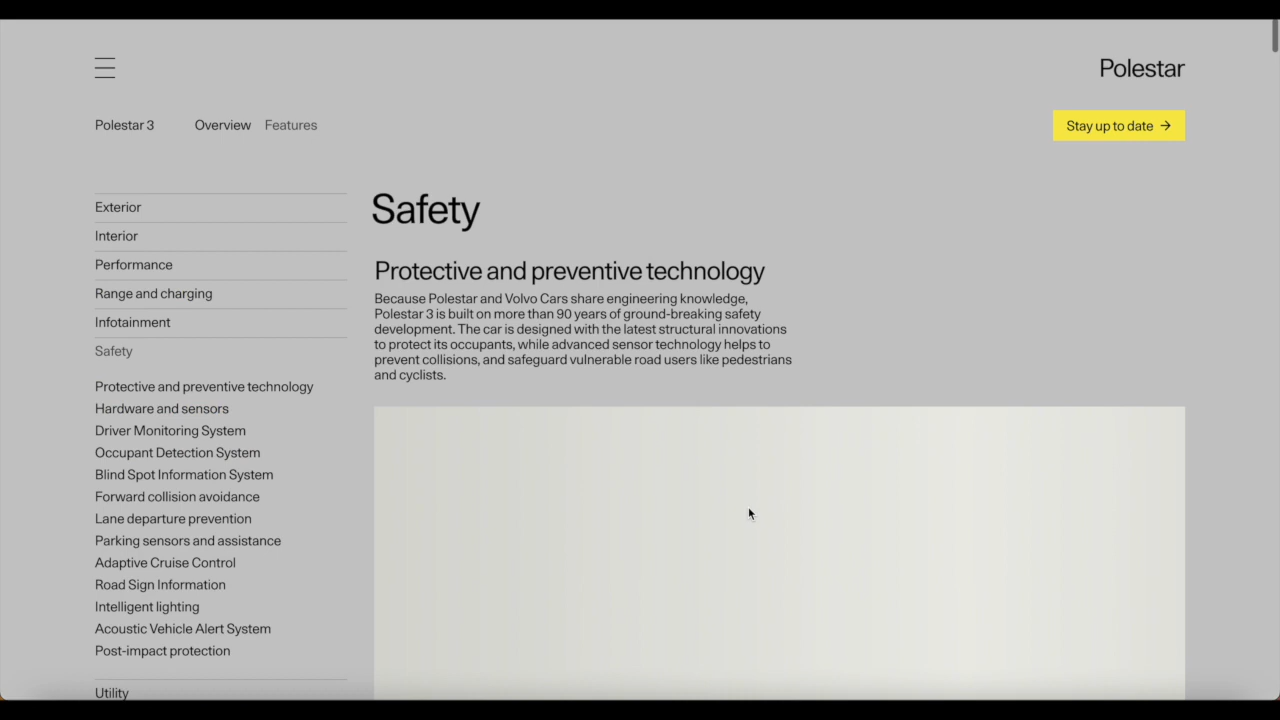 Polestar
Polestar 3
Overview
Features
Stay up to date →
Exterior
Interior
Performance
Range and charging
Infotainment
Safety
Protective and preventive technology
Hardware and sensors
Driver Monitoring System
Occupant Detection System
Blind Spot Information System
Forward collision avoidance
Lane departure prevention
Parking sensors and assistance
Adaptive Cruise Control
Road Sign Information
Intelligent lighting
Acoustic Vehicle Alert System
Post-impact protection
Utility
Safety
Protective and preventive technology
Because Polestar and Volvo Cars share engineering knowledge,
Polestar 3 is built on more than 90 years of ground-breaking safety
development. The car is designed with the latest structural innovations
to protect its occupants, while advanced sensor technology helps to
prevent collisions, and safeguard vulnerable road users like pedestrians
and cyclists.